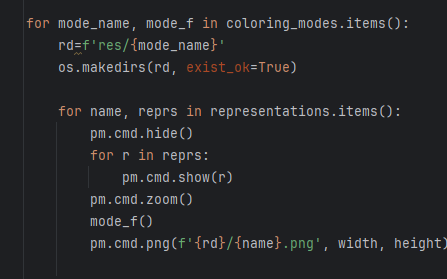 for mode_name, mode_f in coloring_modes.items():
    rd=f'res/{mode_name}'
    os.makedirs(rd, exist_ok=True)

    for name, reprs in representations.items():
        pm.cmd.hide()
        for r in reprs:
            pm.cmd.show(r)
        pm.cmd.zoom()
        mode_f()
        pm.cmd.png(f'{rd}/{name}.png', width, height)